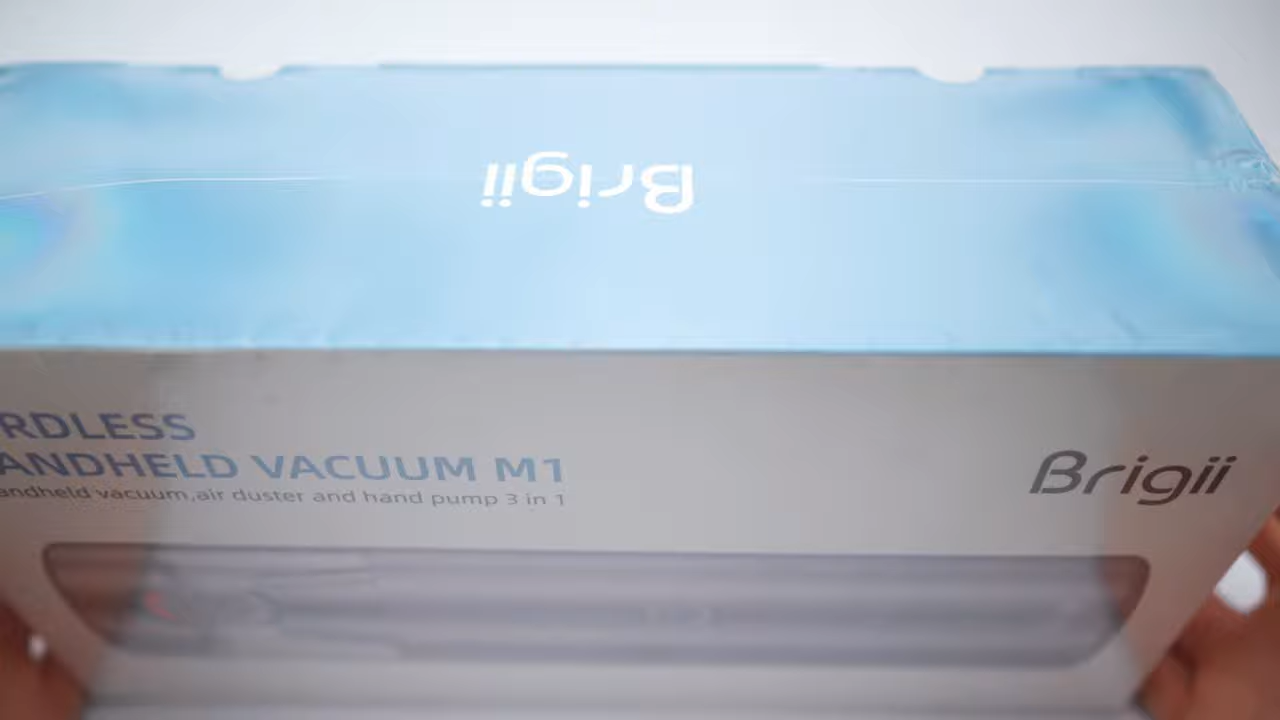 Brigii
RDLESS
ANDHELD VACUUM M1
andheld vacuum,air duster and hand pump 3 in 1
Brigii